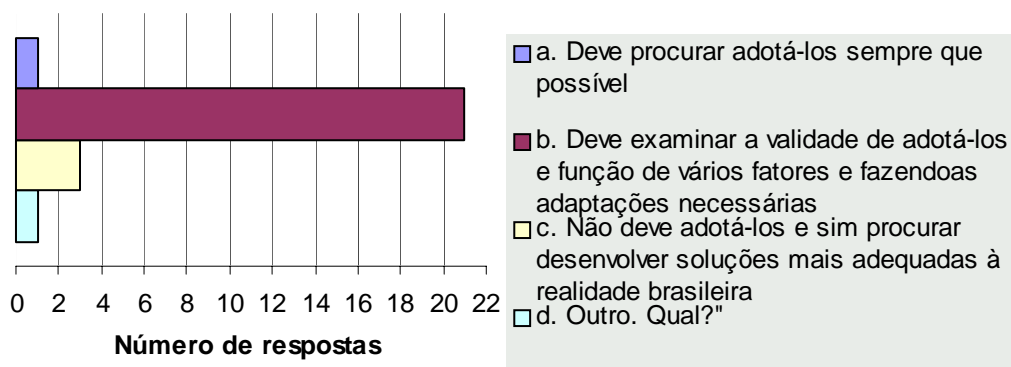 a. Deve procurar adotá-los sempre que
possível
b. Deve examinar a validade de adotá-los
e função de vários fatores e fazendoas
adaptações necessárias
c. Não deve adotá-los e sim procurar
desenvolver soluções mais adequadas à
realidade brasileira
d. Outro. Qual?"
0 2 4 6 8 10 12 14 16 18 20 22
Número de respostas